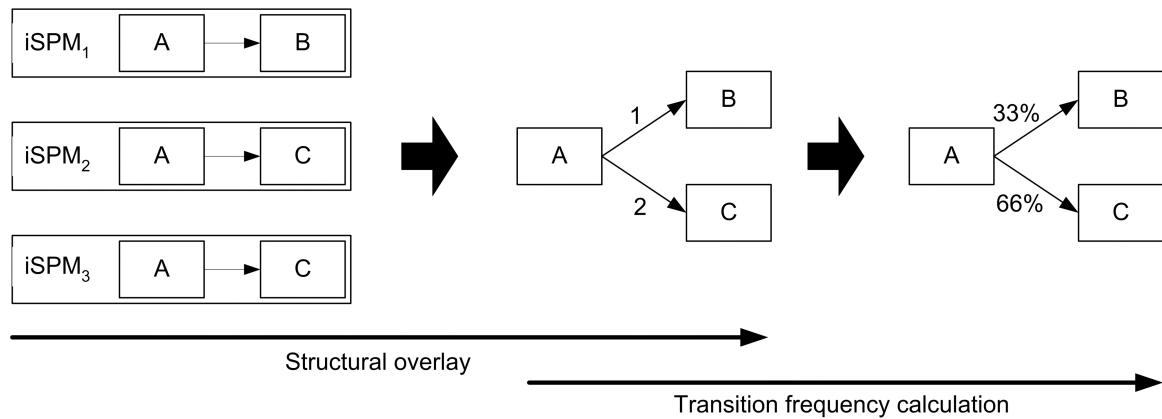 iSPM1 A B
iSPM2 A C
iSPM3 A C
A 1 B
2 C
A 33% B
66% C
Structural overlay
Transition frequency calculation